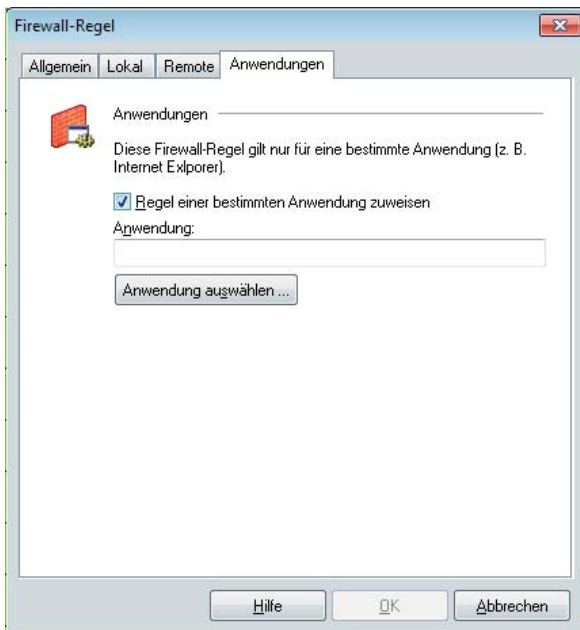 Firewall-Regel
Allgemein Lokal Remote Anwendungen
Anwendungen
Diese Firewall-Regel gilt nur für eine bestimmte Anwendung (z. B.
Internet Exlporer).
Regel einer bestimmten Anwendung zuweisen
Anwendung:
Anwendung auswählen ...
Hilfe OK Abbrechen